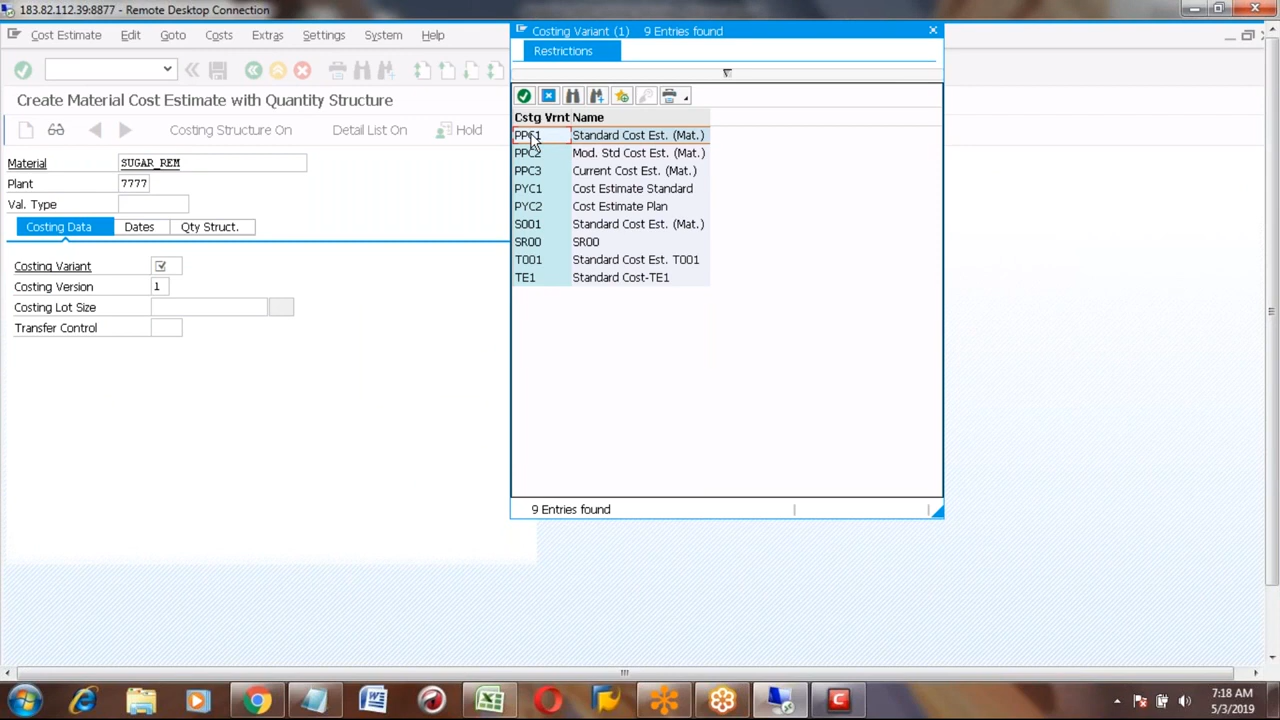 183.82.112.39:8877 - Remote Desktop Connection
Cost Estimate Edit Goto Costs Extras Settings System Help
Create Material Cost Estimate with Quantity Structure
Costing Structure On Detail List On Hold
Material SUGAR_REM
Plant 7777
Val. Type
Costing Data Dates Qty Struct.
Costing Variant
Costing Version 1
Costing Lot Size
Transfer Control
Costing Variant (1) 9 Entries found
Restrictions
Cstg Vrnt Name
PPC1 Standard Cost Est. (Mat.)
PPC2 Mod. Std Cost Est. (Mat.)
PPC3 Current Cost Est. (Mat.)
PYC1 Cost Estimate Standard
PYC2 Cost Estimate Plan
S001 Standard Cost Est. (Mat.)
SR00 SR00
T001 Standard Cost Est. T001
TE1 Standard Cost-TE1
9 Entries found
7:18 AM
5/3/2019